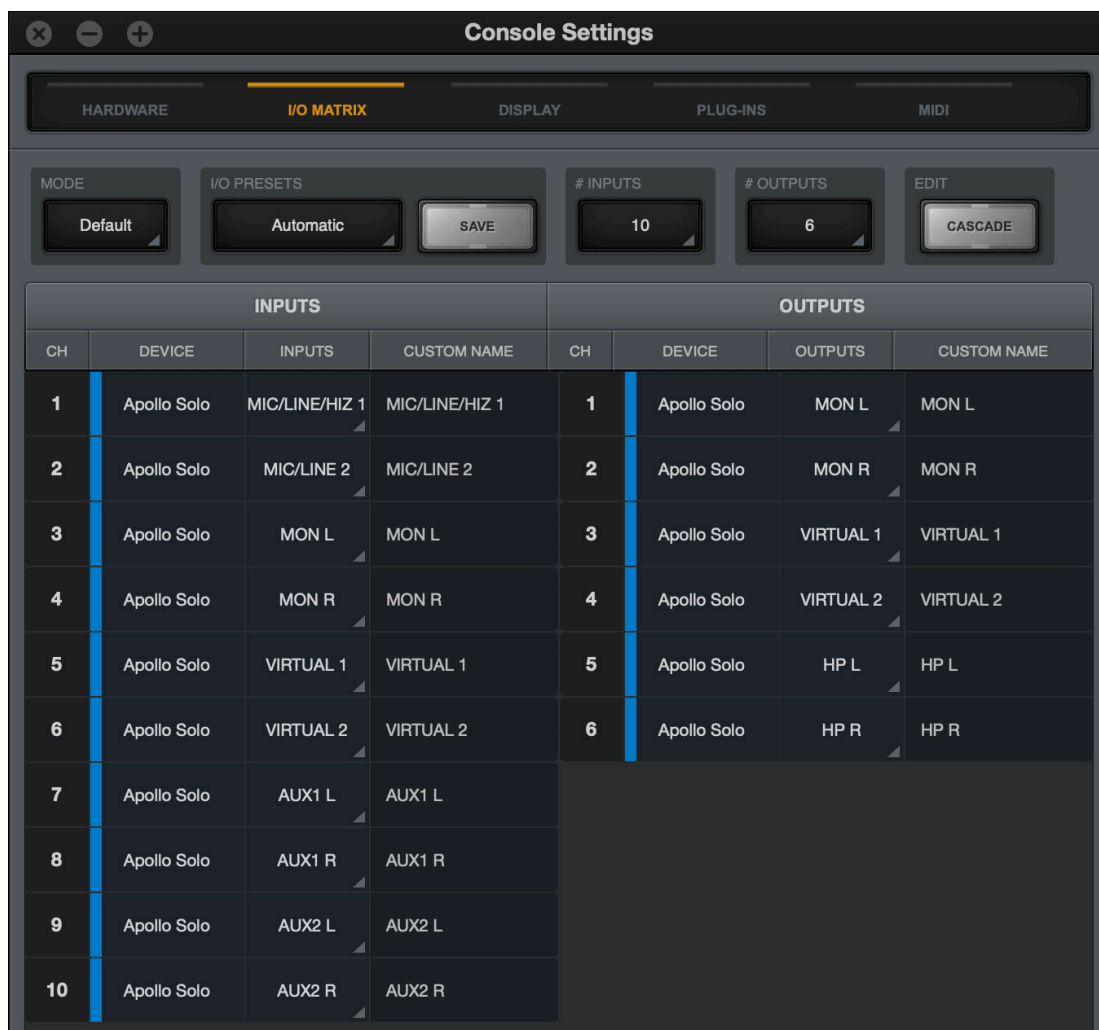 Console Settings
HARDWARE I/O MATRIX DISPLAY PLUG-INS MIDI
MODE I/O PRESETS # INPUTS # OUTPUTS EDIT
Default Automatic SAVE 10 6 CASCADE
INPUTS OUTPUTS
CH DEVICE INPUTS CUSTOM NAME CH DEVICE OUTPUTS CUSTOM NAME
1 Apollo Solo MIC/LINE/HIZ 1 MIC/LINE/HIZ 1 1 Apollo Solo MON L MON L
2 Apollo Solo MIC/LINE 2 MIC/LINE 2 2 Apollo Solo MON R MON R
3 Apollo Solo MON L MON L 3 Apollo Solo VIRTUAL 1 VIRTUAL 1
4 Apollo Solo MON R MON R 4 Apollo Solo VIRTUAL 2 VIRTUAL 2
5 Apollo Solo VIRTUAL 1 VIRTUAL 1 5 Apollo Solo HP L HP L
6 Apollo Solo VIRTUAL 2 VIRTUAL 2 6 Apollo Solo HP R HP R
7 Apollo Solo AUX1 L AUX1 L
8 Apollo Solo AUX1 R AUX1 R
9 Apollo Solo AUX2 L AUX2 L
10 Apollo Solo AUX2 R AUX2 R